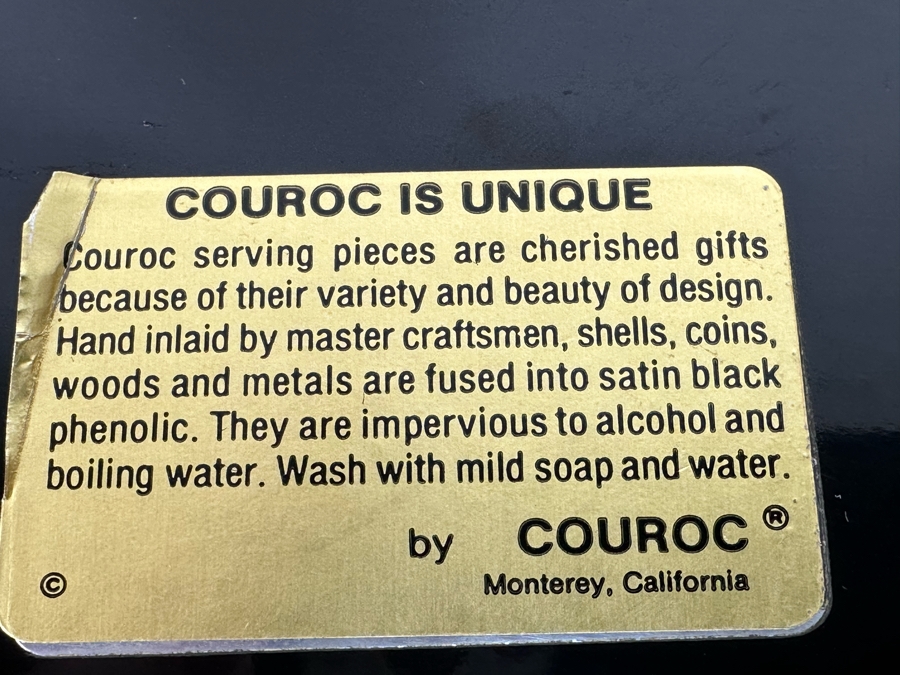 COUROC IS UNIQUE
Couroc serving pieces are cherished gifts
because of their variety and beauty of design.
Hand inlaid by master craftsmen, shells, coins,
woods and metals are fused into satin black
phenolic. They are impervious to alcohol and
boiling water. Wash with mild soap and water.
by COUROC ®
© Monterey, California